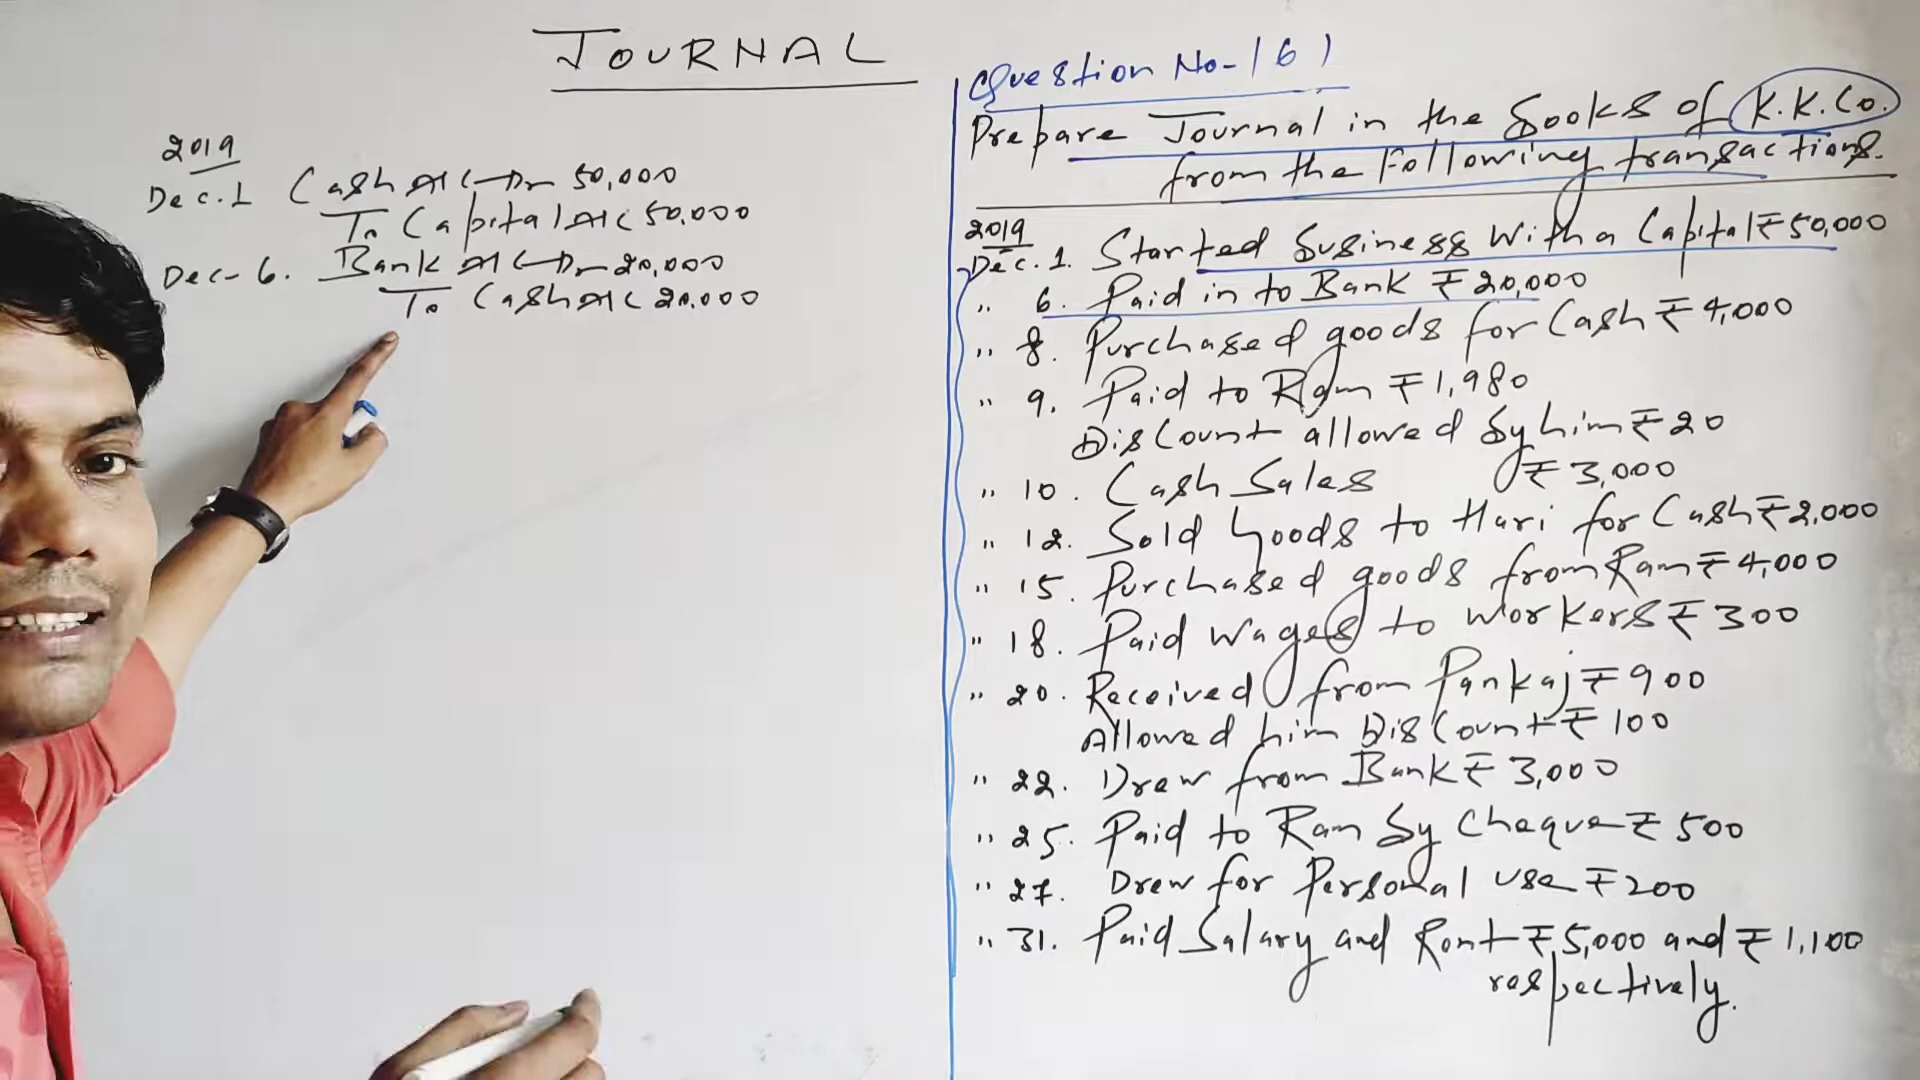 JOURNAL
2019
Dec. 1 Cash A/c Dr 50,000
To Capital A/c 50,000
Dec- 6. Bank A/c Dr 20,000
To Cash A/c 20,000
Question No- 161
Prepare Journal in the books of K.K.Co.
from the following transactions.
2019
Dec. 1. Started business with a Capital ₹ 50,000
" 6. Paid in to Bank ₹ 20,000
" 8. Purchased goods for Cash ₹ 4,000
" 9. Paid to Ram ₹ 1,980
Discount allowed by him ₹ 20
" 10. Cash Sales ₹ 3,000
" 12. Sold Goods to Hari for Cash ₹ 2,000
" 15. Purchased goods from Ram ₹ 4,000
" 18. Paid wages to workers ₹ 300
" 20. Received from Pankaj ₹ 900
Allowed him Discount ₹ 100
" 22. Drew from Bank ₹ 3,000
" 25. Paid to Ram by Cheque ₹ 500
" 27. Drew for Personal use ₹ 200
" 31. Paid Salary and Rent ₹ 5,000 and ₹ 1,100
respectively.